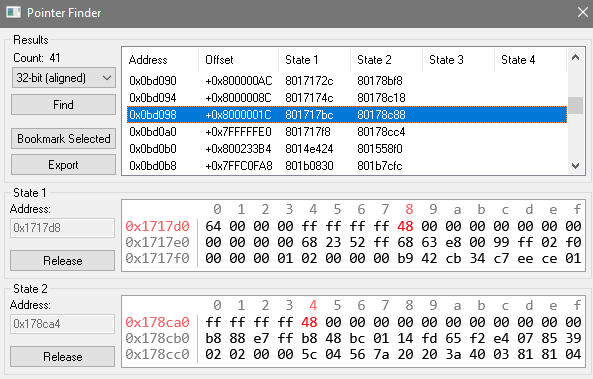 Pointer Finder
Results
Count: 41
32-bit (aligned)
Find
Bookmark Selected
Export
Address Offset State 1 State 2 State 3 State 4
0x0bd090 +0x800000AC 8017172c 80178bf8
0x0bd094 +0x8000008C 8017174c 80178c18
0x0bd098 +0x8000001C 801717bc 80178c88
0x0bd0a0 +0x7FFFFFE0 801717f8 80178cc4
0x0bd0b0 +0x800233B4 8014e424 801558f0
0x0bd0b8 +0x7FFC0FA8 801b0830 801b7cfc
State 1
Address:
0x1717d8
Release
0 1 2 3 4 5 6 7 8 9 a b c d e f
0x1717d0 64 00 00 00 ff ff ff ff 48 00 00 00 00 00 00 00
0x1717e0 00 00 00 00 68 23 52 ff 68 63 e8 00 99 ff 02 f0
0x1717f0 00 00 00 01 02 00 00 00 b9 42 cb 34 c7 ee ce 01
State 2
Address:
0x178ca4
Release
0 1 2 3 4 5 6 7 8 9 a b c d e f
0x178ca0 ff ff ff ff 48 00 00 00 00 00 00 00 00 00 00 00
0x178cb0 b8 88 e7 ff b8 48 bc 01 14 fd 65 f2 e4 07 85 39
0x178cc0 02 02 00 00 5c 04 56 7a 20 20 3a 40 03 81 81 04